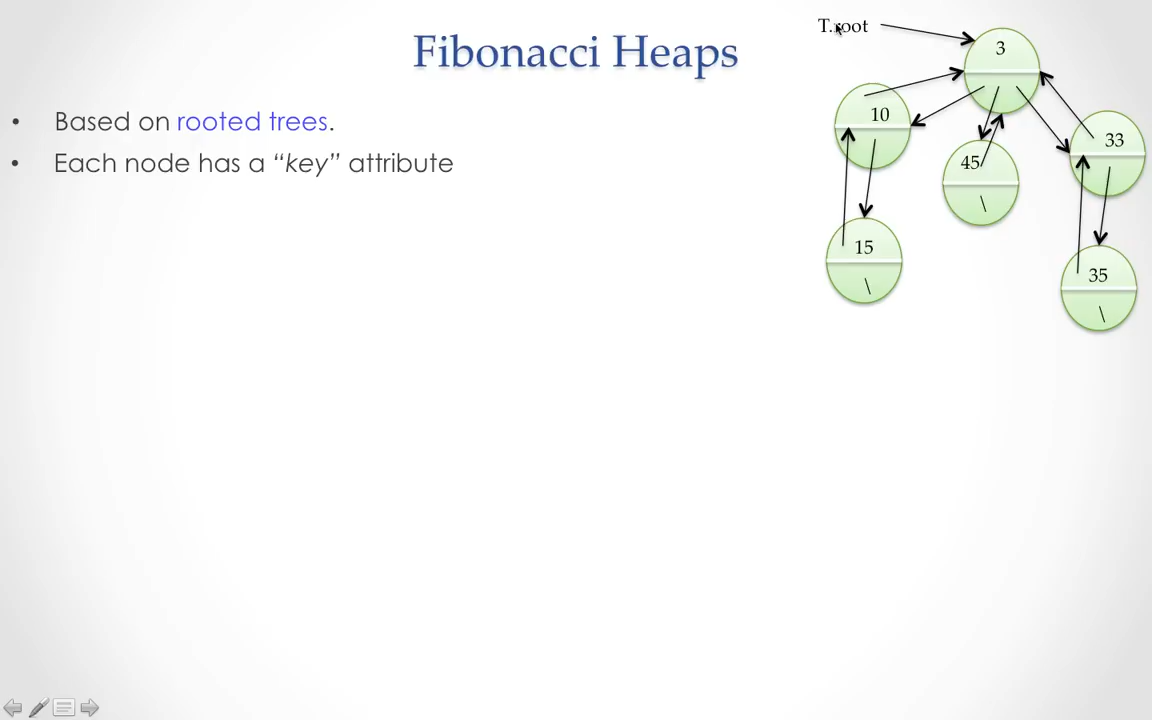 T.root
Fibonacci Heaps
• Based on rooted trees.
• Each node has a “key” attribute
3
10
33
45
\
15
\
35
\